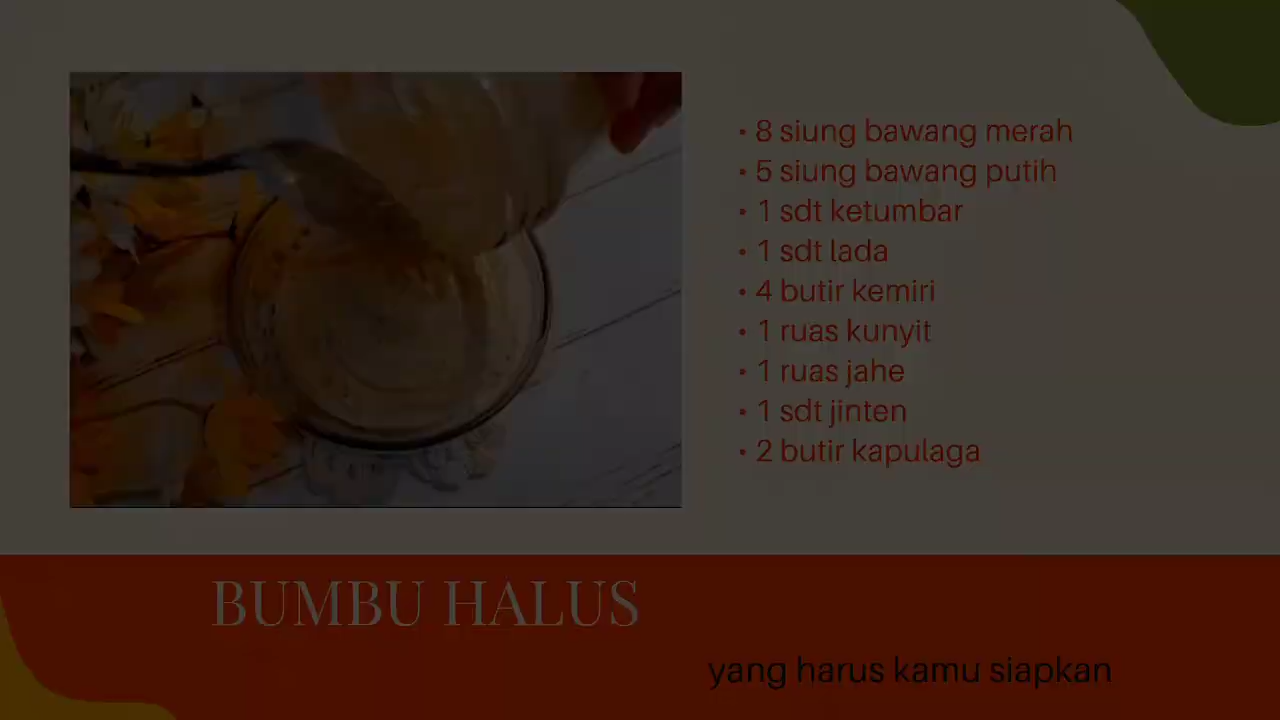 • 8 siung bawang merah
• 5 siung bawang putih
• 1 sdt ketumbar
• 1 sdt lada
• 4 butir kemiri
• 1 ruas kunyit
• 1 ruas jahe
• 1 sdt jinten
• 2 butir kapulaga
BUMBU HALUS
yang harus kamu siapkan